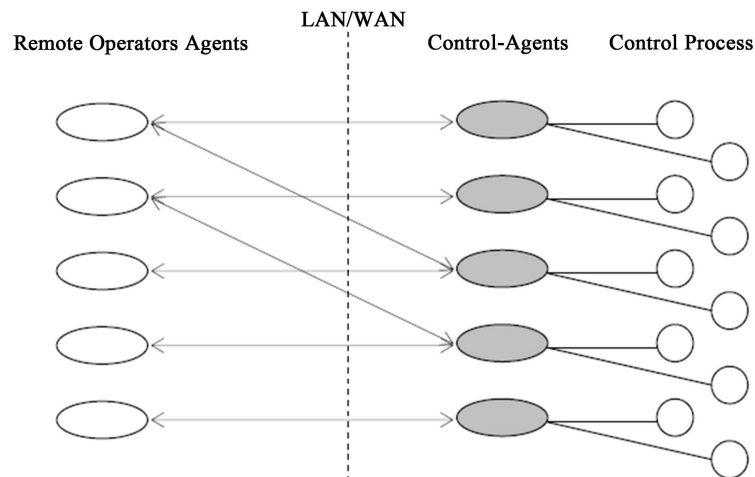 LAN/WAN
Remote Operators Agents
Control-Agents
Control Process